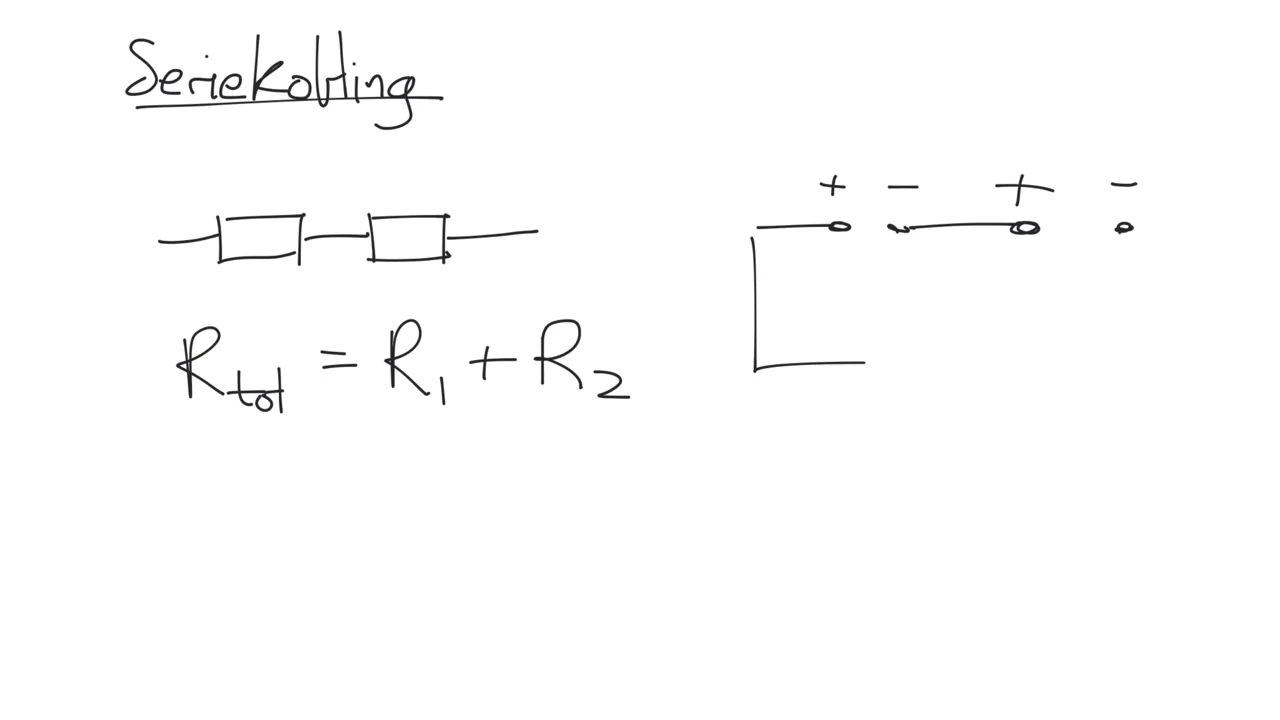 Seriekobling
+ - + -
R_tot = R_1 + R_2